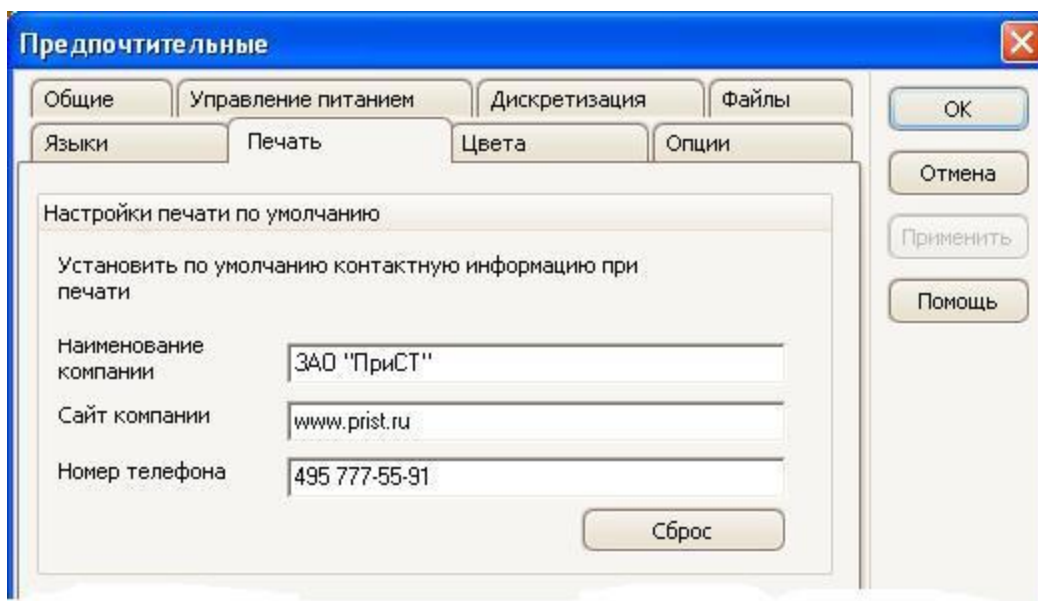 Предпочтительные
Общие
Управление питанием
Дискретизация
Файлы
Языки
Печать
Цвета
Опции
OK
Отмена
Применить
Помощь
Настройки печати по умолчанию
Установить по умолчанию контактную информацию при
печати
Наименование
компании
ЗАО "ПриСТ"
Сайт компании
www.prist.ru
Номер телефона
495 777-55-91
Сброс